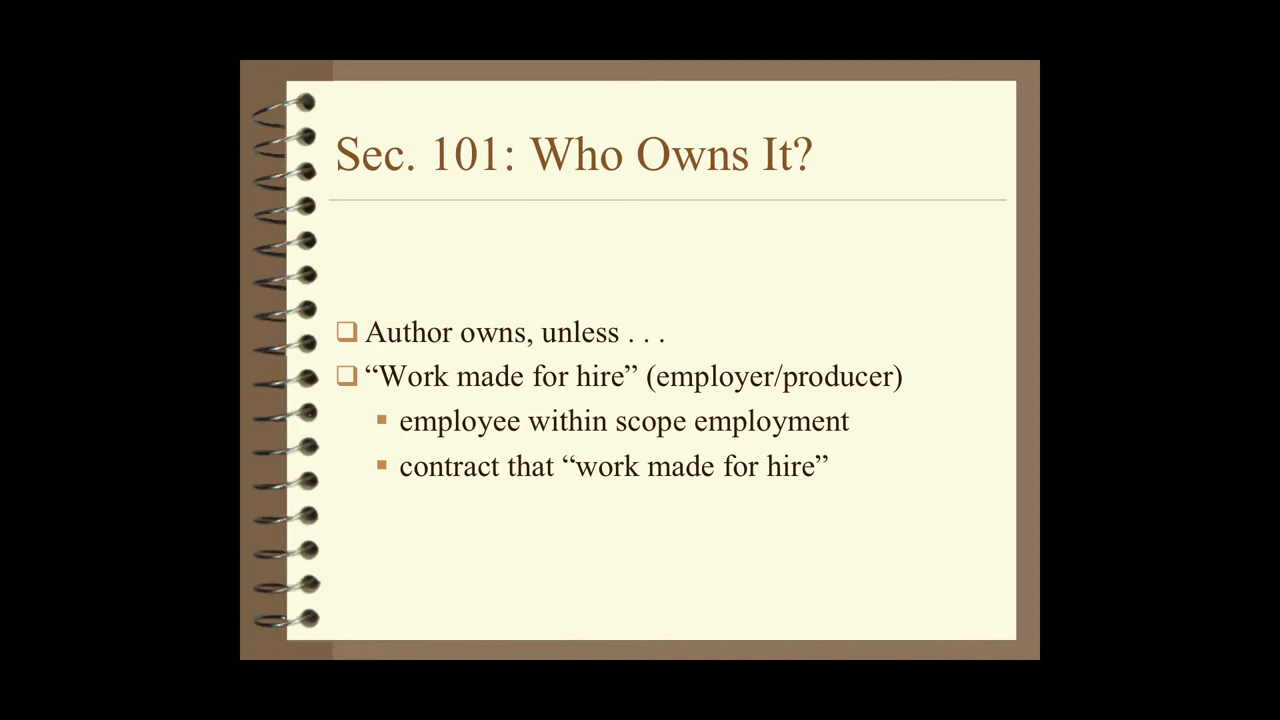 Sec. 101: Who Owns It?
Author owns, unless . . .
“Work made for hire” (employer/producer)
employee within scope employment
contract that “work made for hire”